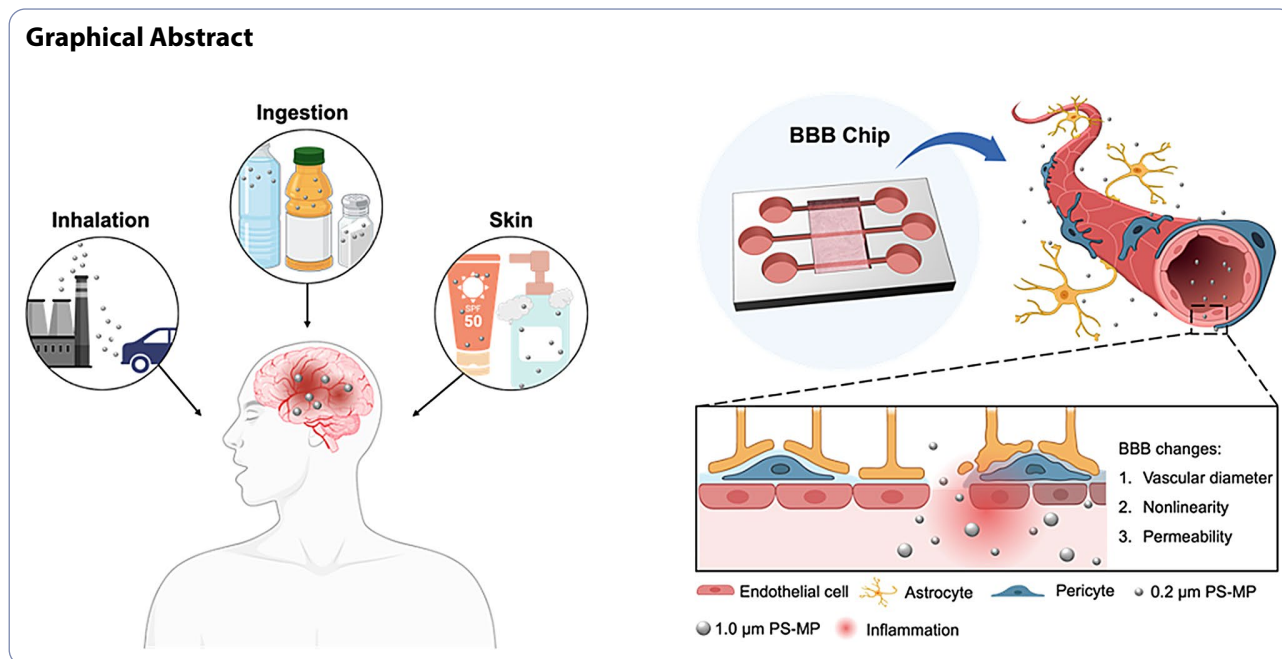 Graphical Abstract
Ingestion
Inhalation
Skin
SPF
50
BBB Chip
BBB changes:
1. Vascular diameter
2. Nonlinearity
3. Permeability
Endothelial cell Astrocyte Pericyte 0.2 µm PS-MP
1.0 µm PS-MP Inflammation